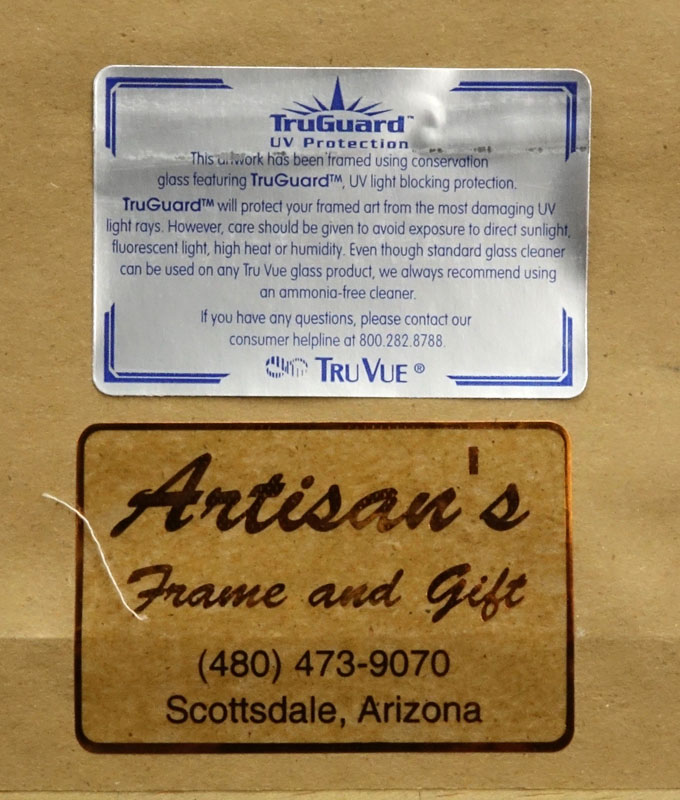 TruGuard™
UV Protection
This artwork has been framed using conservation
glass featuring TruGuard™, UV light blocking protection.
TruGuard™ will protect your framed art from the most damaging UV
light rays. However, care should be given to avoid exposure to direct sunlight,
fluorescent light, high heat or humidity. Even though standard glass cleaner
can be used on any Tru Vue glass product, we always recommend using
an ammonia-free cleaner.
If you have any questions, please contact our
consumer helpline at 800.282.8788.
TRU VUE ®
Artisan's
Frame and Gift
(480) 473-9070
Scottsdale, Arizona